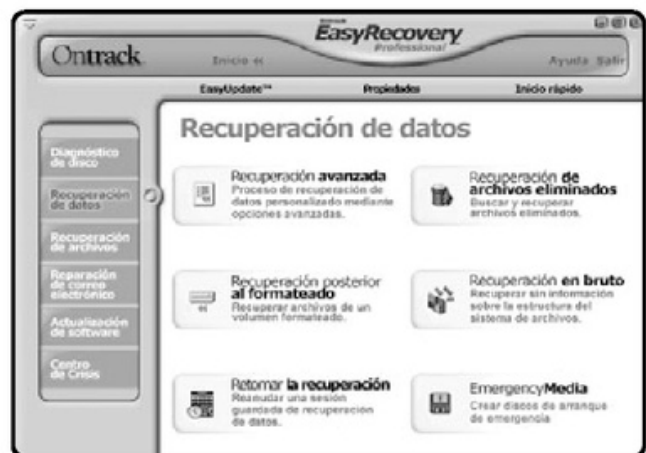 Ontrack
EasyRecovery
Professional
Inicio «
Ayuda Salir
EasyUpdate™
Propiedades
Inicio rápido
Diagnóstico
de disco
Recuperación
de datos
Recuperación
de archivos
Reparación
de correo
electrónico
Actualización
de software
Centro
de Crisis
Recuperación de datos
Recuperación avanzada
Proceso de recuperación de
datos personalizado mediante
opciones avanzadas.
Recuperación de
archivos eliminados
Buscar y recuperar
archivos eliminados.
Recuperación posterior
al formateado
Recuperar archivos de un
volumen formateado.
Recuperación en bruto
Recuperar sin información
sobre la estructura del
sistema de archivos.
Retomar la recuperación
Reanudar una sesión
guardada de recuperación
de datos.
EmergencyMedia
Crear discos de arranque
de emergencia